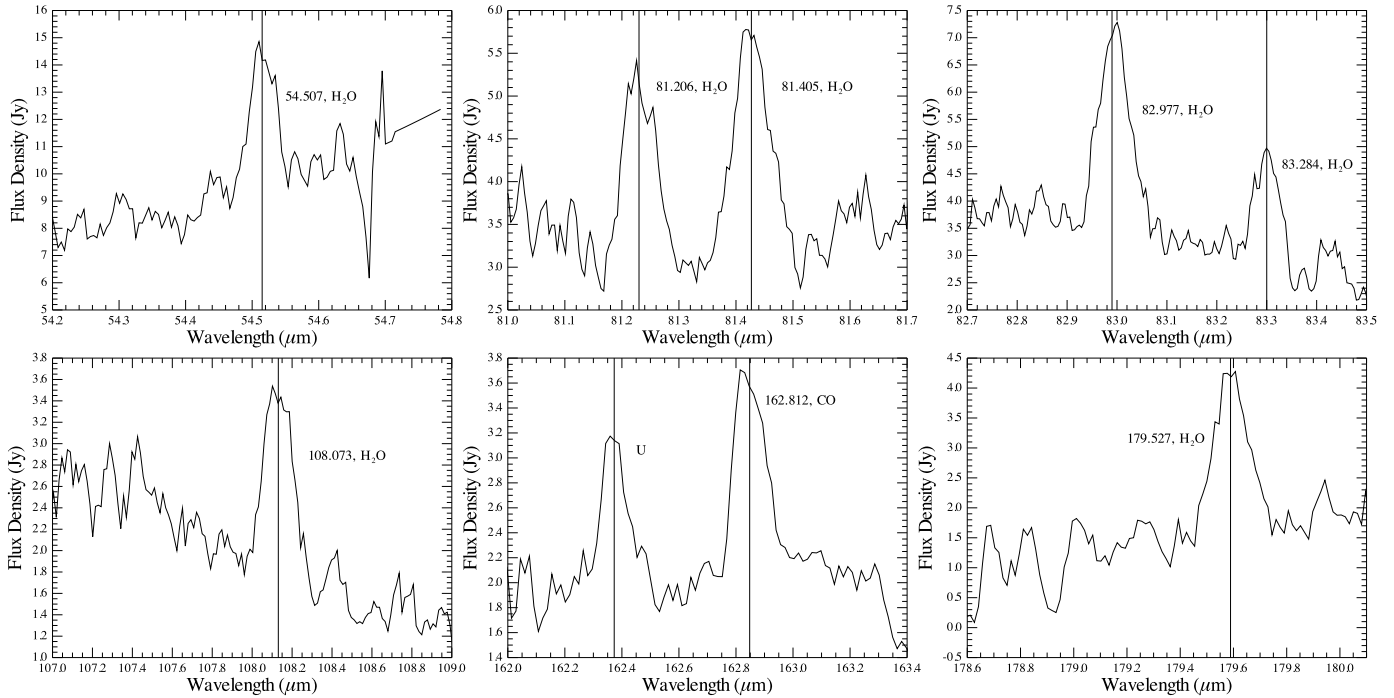 16
15
14
13
12
11
10
9
8
7
6
5
Flux Density (Jy)
54.507, H₂O
54.2 54.3 54.4 54.5 54.6 54.7 54.8
Wavelength (μm)
6.0
5.5
5.0
4.5
4.0
3.5
3.0
2.5
Flux Density (Jy)
81.206, H₂O
81.405, H₂O
81.0 81.1 81.2 81.3 81.4 81.5 81.6 81.7
Wavelength (μm)
7.5
7.0
6.5
6.0
5.5
5.0
4.5
4.0
3.5
3.0
2.5
2.0
Flux Density (Jy)
82.977, H₂O
83.284, H₂O
82.7 82.8 82.9 83.0 83.1 83.2 83.3 83.4 83.5
Wavelength (μm)
3.8
3.6
3.4
3.2
3.0
2.8
2.6
2.4
2.2
2.0
1.8
1.6
1.4
1.2
1.0
Flux Density (Jy)
108.073, H₂O
107.0 107.2 107.4 107.6 107.8 108.0 108.2 108.4 108.6 108.8 109.0
Wavelength (μm)
3.8
3.6
3.4
3.2
3.0
2.8
2.6
2.4
2.2
2.0
1.8
1.6
1.4
Flux Density (Jy)
U
162.812, CO
162.0 162.2 162.4 162.6 162.8 163.0 163.2 163.4
Wavelength (μm)
4.5
4.0
3.5
3.0
2.5
2.0
1.5
1.0
0.5
0.0
-0.5
Flux Density (Jy)
179.527, H₂O
178.6 178.8 179.0 179.2 179.4 179.6 179.8 180.0
Wavelength (μm)